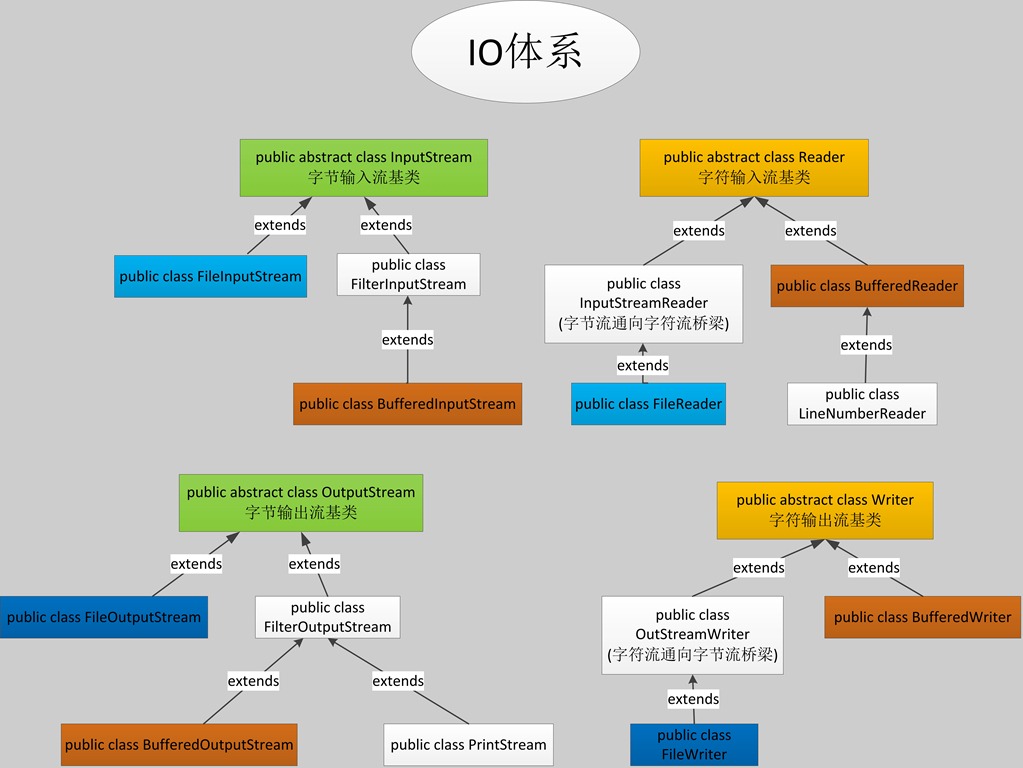 IO体系
public abstract class InputStream
字节输入流基类
extends
extends
public class FileInputStream
public class
FilterInputStream
extends
public class BufferedInputStream
public abstract class Reader
字符输入流基类
extends
extends
public class
InputStreamReader
(字节流通向字符流桥梁)
public class BufferedReader
extends
extends
public class FileReader
public class
LineNumberReader
public abstract class OutputStream
字节输出流基类
extends
extends
public class FileOutputStream
public class
FilterOutputStream
extends
extends
public class BufferedOutputStream
public class PrintStream
public abstract class Writer
字符输出流基类
extends
extends
public class
OutStreamWriter
(字符流通向字节流桥梁)
public class BufferedWriter
extends
public class
FileWriter